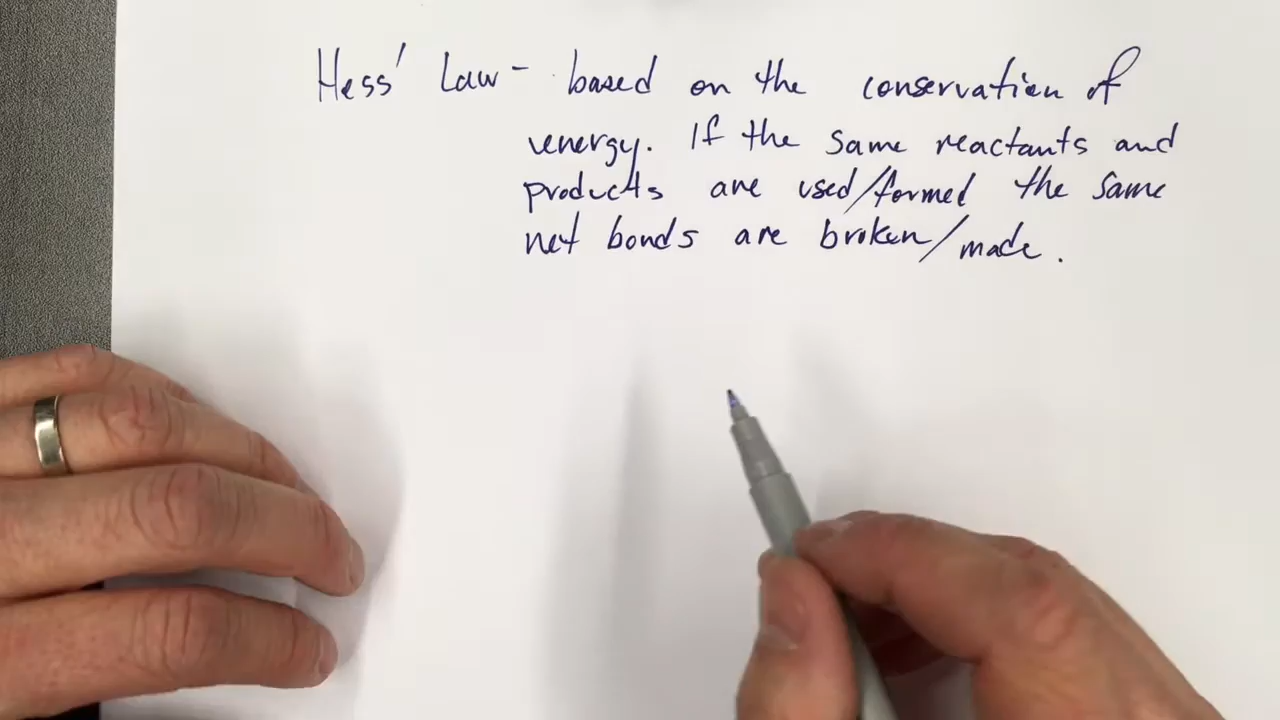 Hess' Law - based on the conservation of
energy. If the same reactants and
products are used/formed the same
net bonds are broken/made.